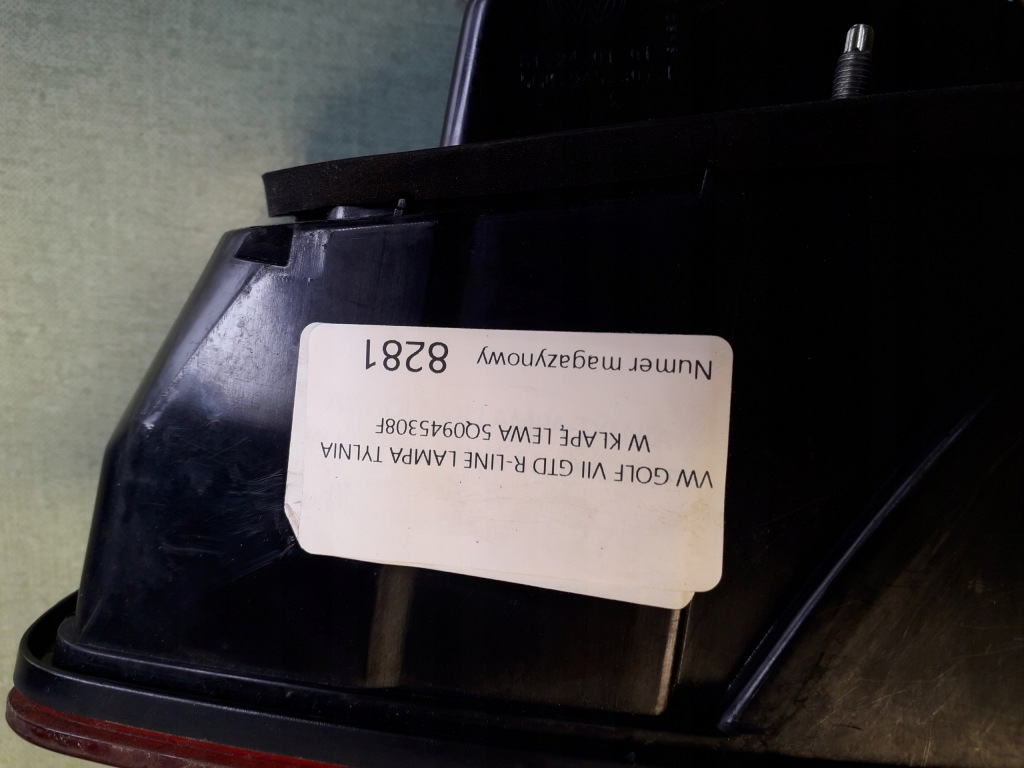 Numer magazynowy 8281
W KLAPĘ LEWA 5Q0945308F
VW GOLF VII GTD R-LINE LAMPA TYLNIA